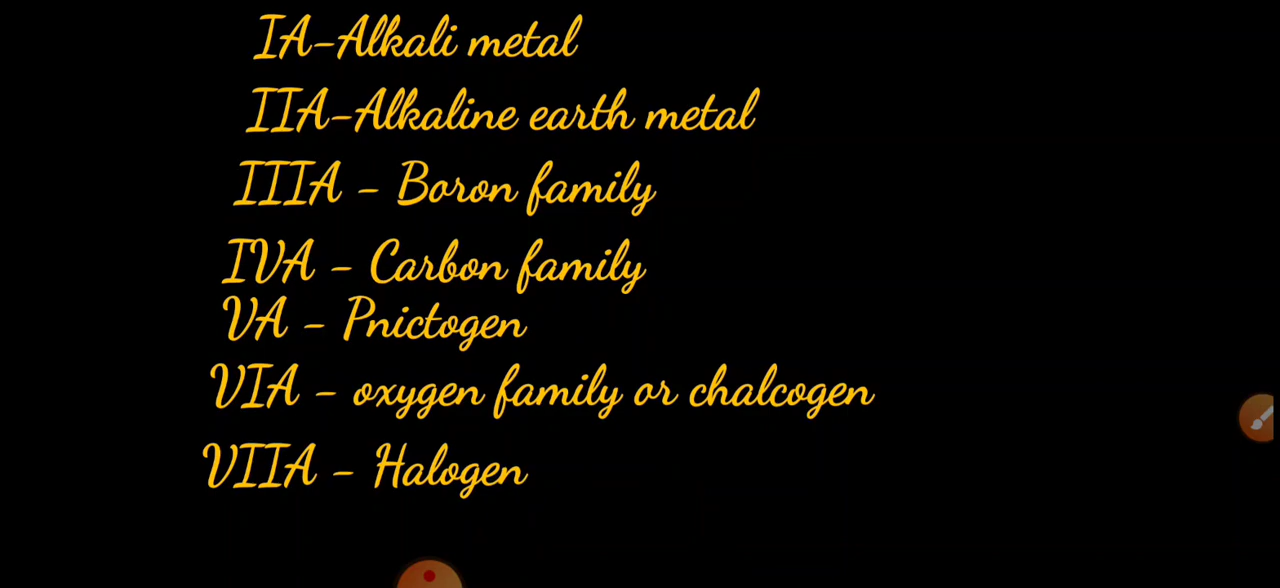 IA-Alkali metal
IIA-Alkaline earth metal
IIIA - Boron family
IVA - Carbon family
VA - Pnictogen
VIA - oxygen family or chalcogen
VIIA - Halogen